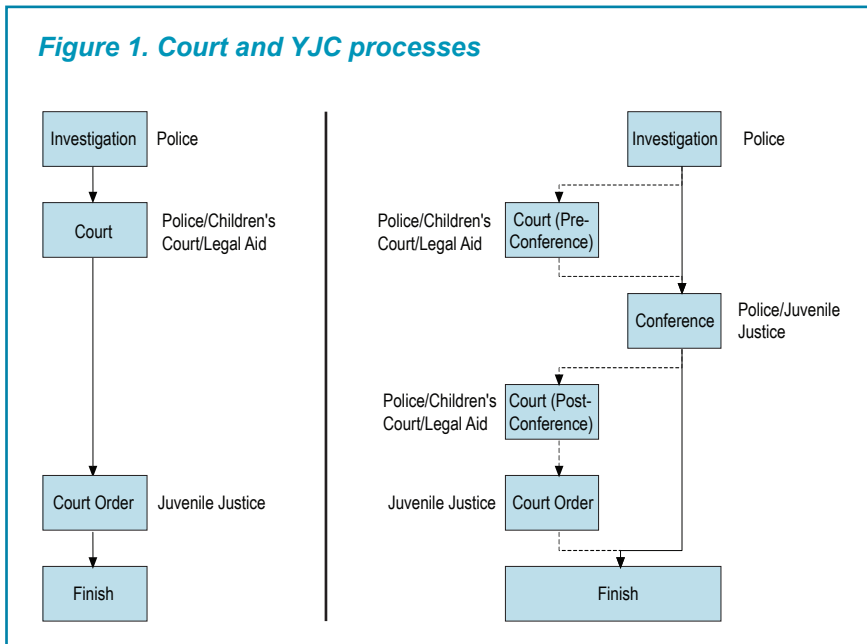 Figure 1. Court and YJC processes
Investigation
Police
Court
Police/Children's
Court/Legal Aid
Court Order
Juvenile Justice
Finish
Investigation
Police
Police/Children's
Court/Legal Aid
Court (Pre-
Conference)
Conference
Police/Juvenile
Justice
Police/Children's
Court/Legal Aid
Court (Post-
Conference)
Juvenile Justice
Court Order
Finish